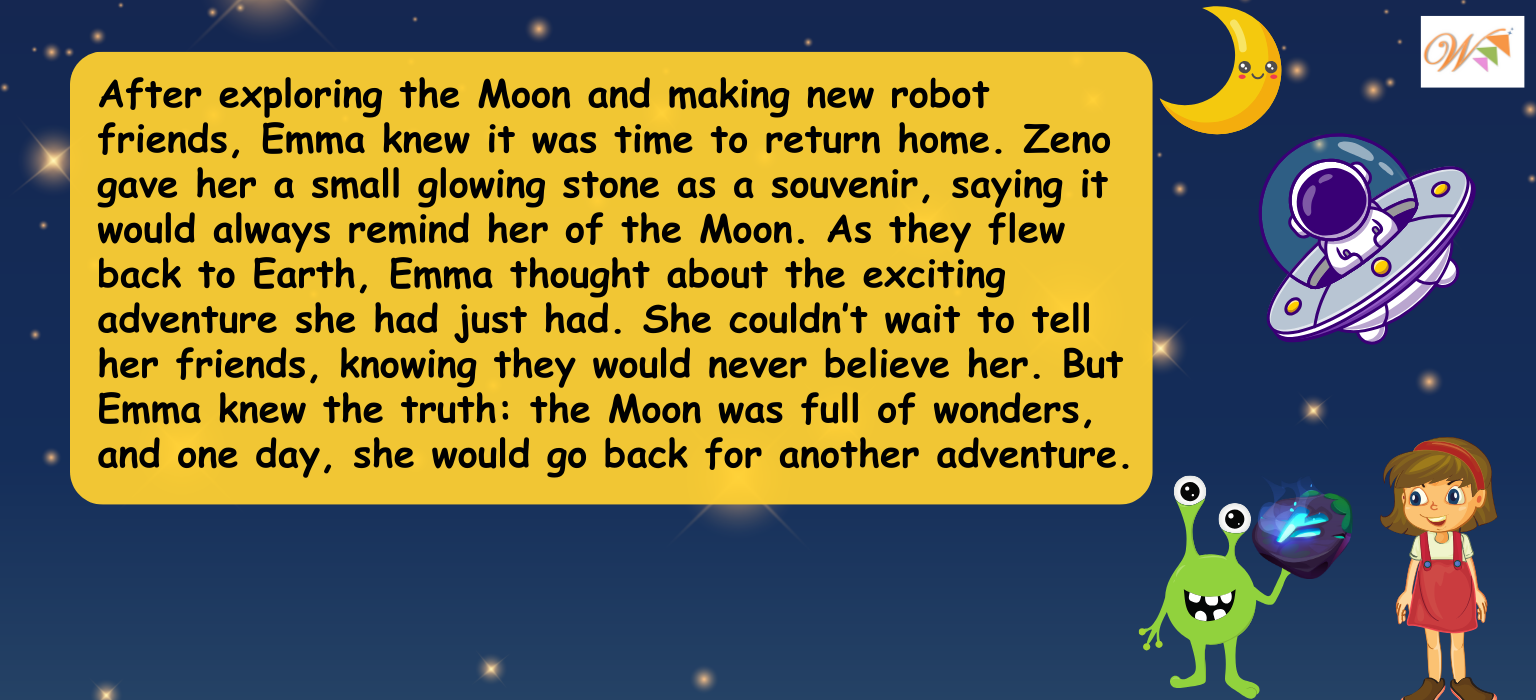 After exploring the Moon and making new robot
friends, Emma knew it was time to return home. Zeno
gave her a small glowing stone as a souvenir, saying it
would always remind her of the Moon. As they flew
back to Earth, Emma thought about the exciting
adventure she had just had. She couldn't wait to tell
her friends, knowing they would never believe her. But
Emma knew the truth: the Moon was full of wonders,
and one day, she would go back for another adventure.
W